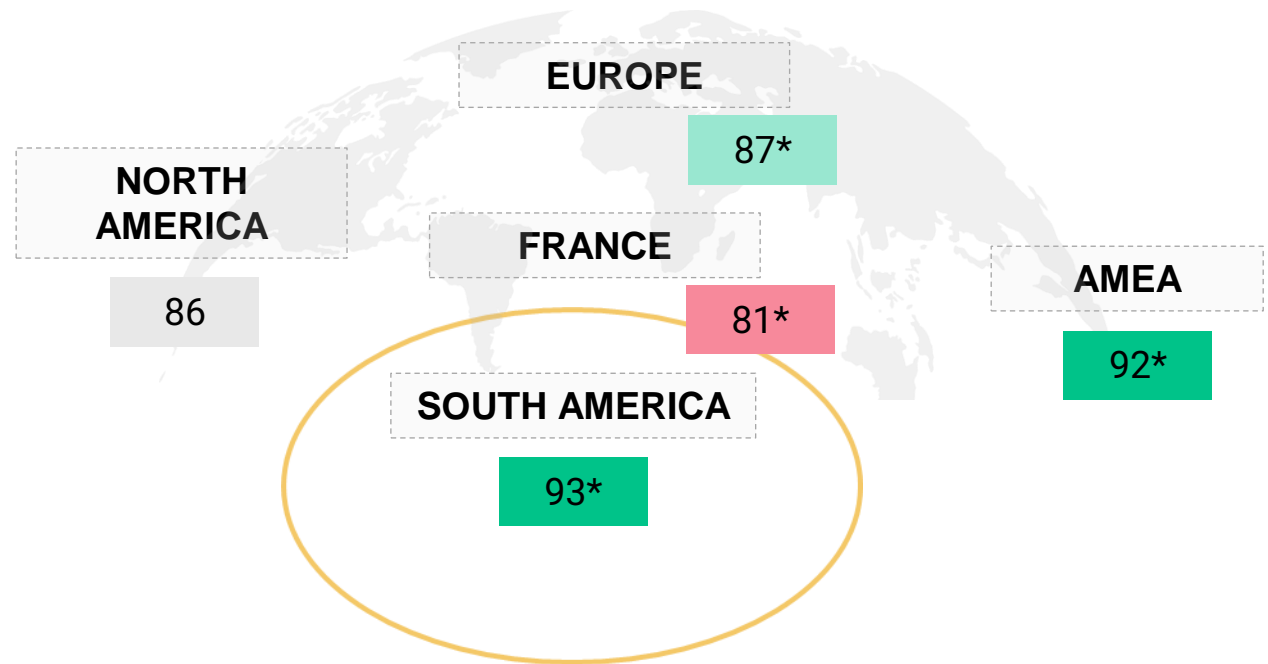 EUROPE
87*
NORTH
AMERICA
86
FRANCE
81*
AMEA
92*
SOUTH AMERICA
93*